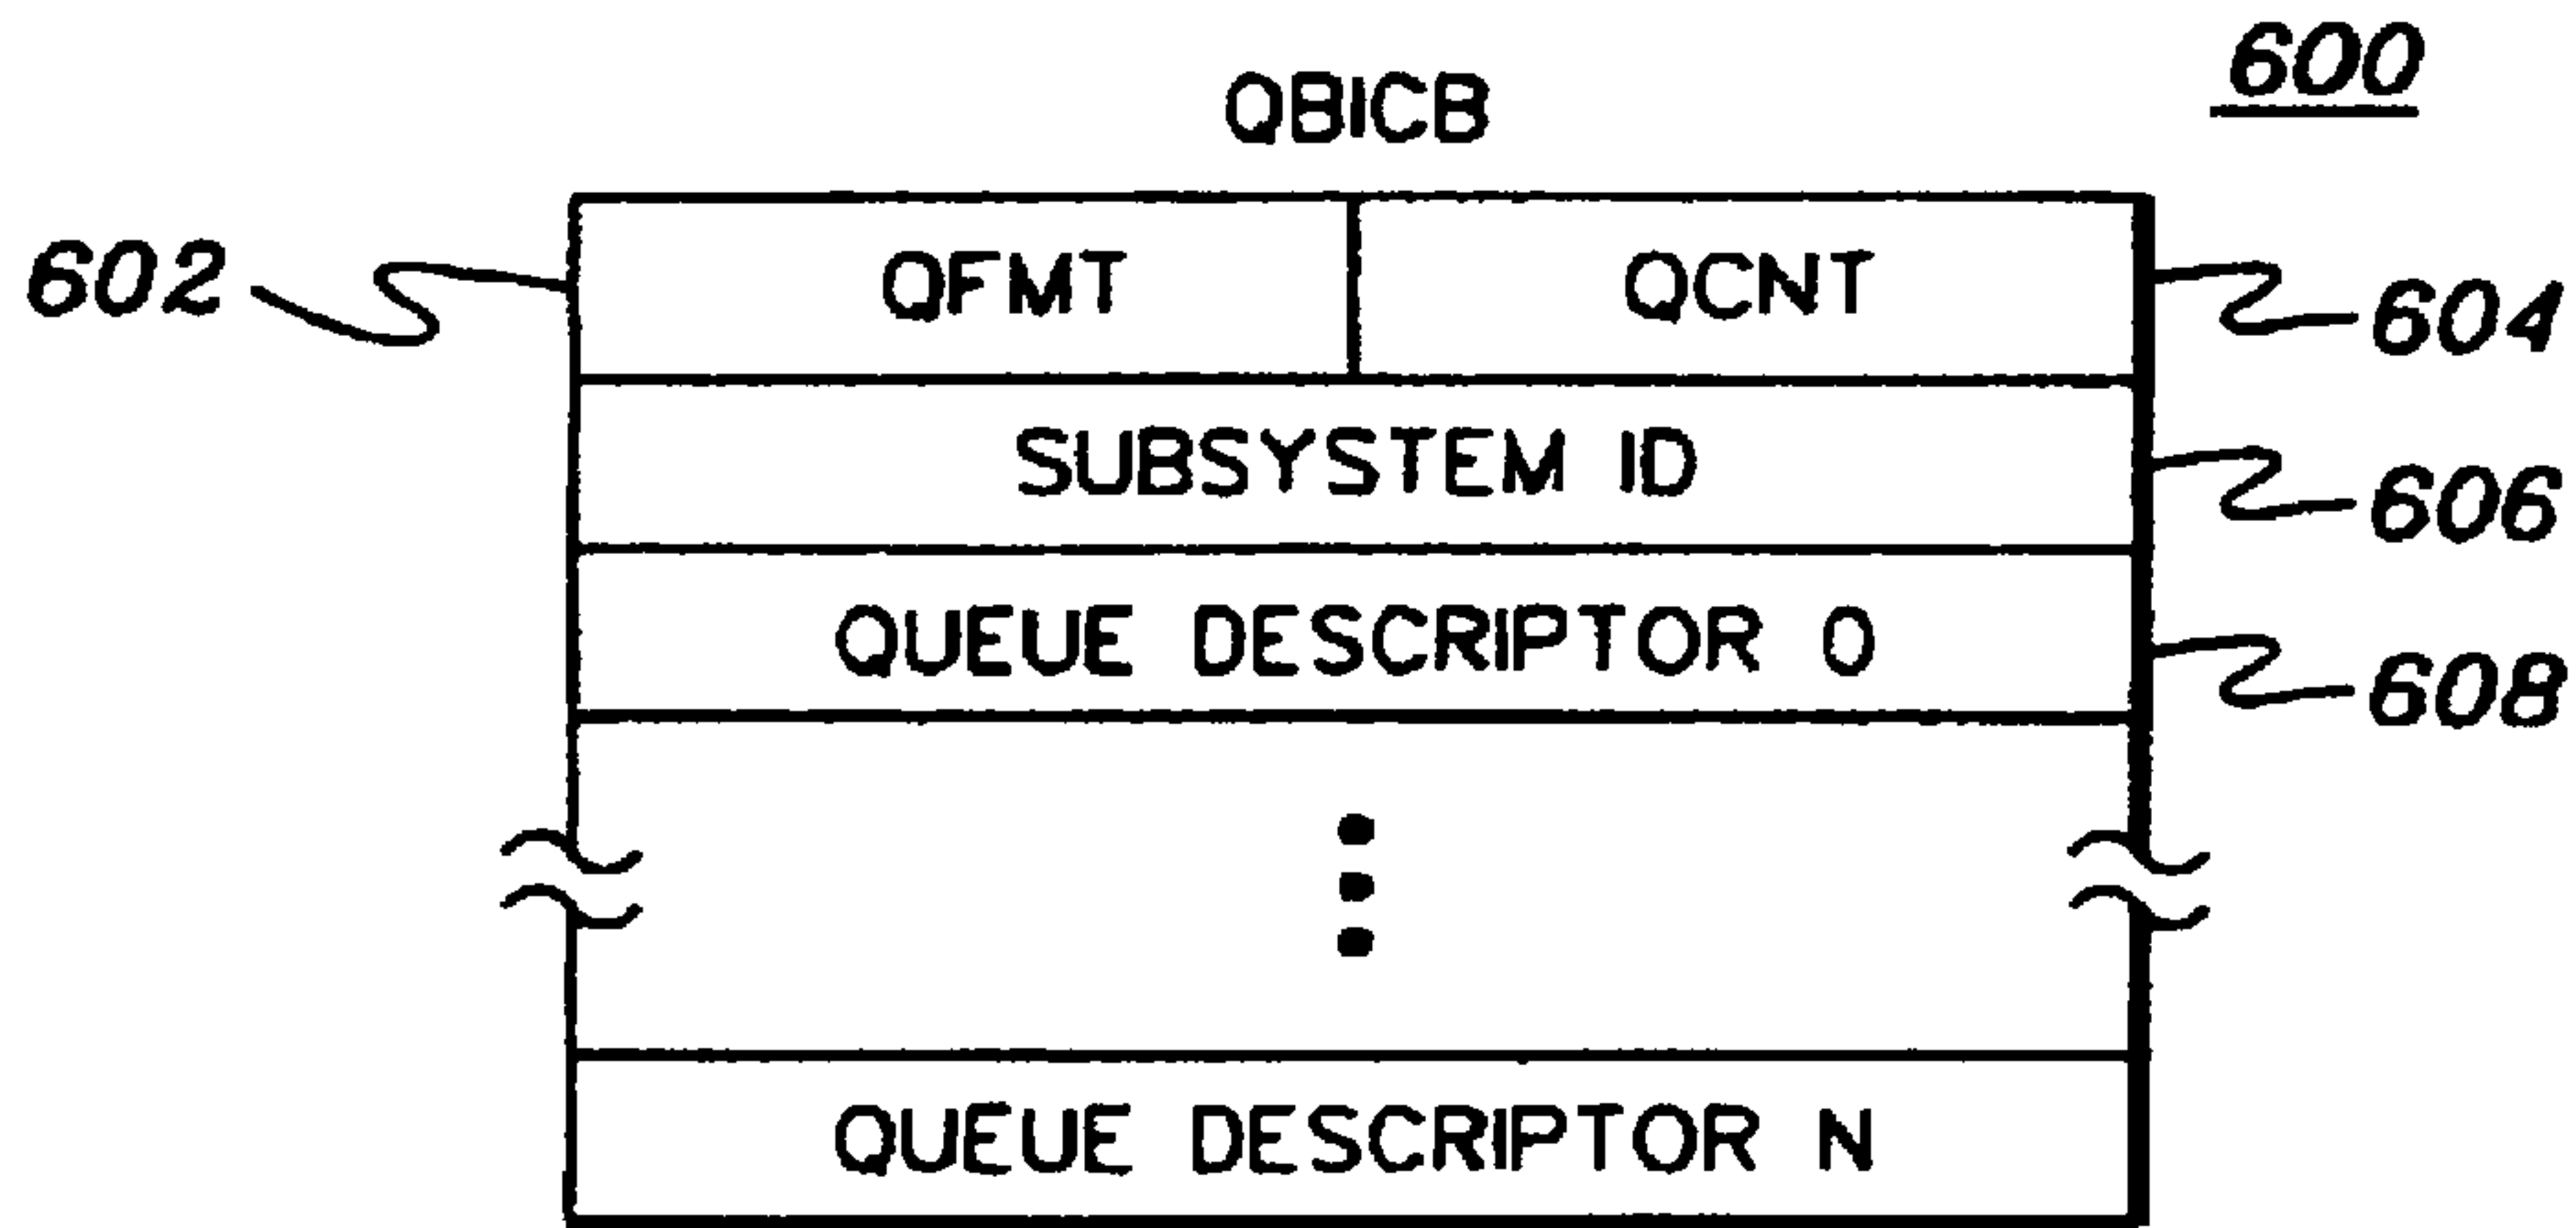 600
QBICB
602 QFMT QCNT 604
SUBSYSTEM ID 606
QUEUE DESCRIPTOR 0 608
QUEUE DESCRIPTOR N